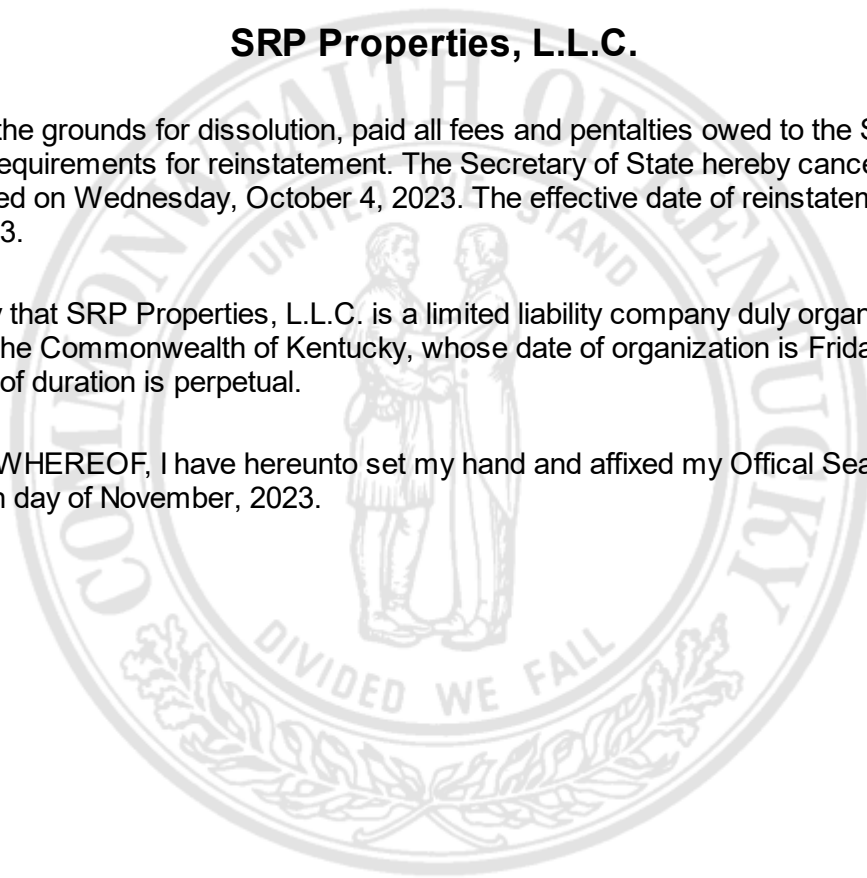 SRP Properties, L.L.C.
the grounds for dissolution, paid all fees and pentalties owed to the S
equirements for reinstatement. The Secretary of State hereby cance
ed on Wednesday, October 4, 2023. The effective date of reinstatem
3.
y that SRP Properties, L.L.C. is a limited liability company duly organ
he Commonwealth of Kentucky, whose date of organization is Frida
of duration is perpetual.
WHEREOF, I have hereunto set my hand and affixed my Offical Sea
h day of November, 2023.
COMMONWEALTH OF KENTUCKY
UNITED WE STAND
DIVIDED WE FALL